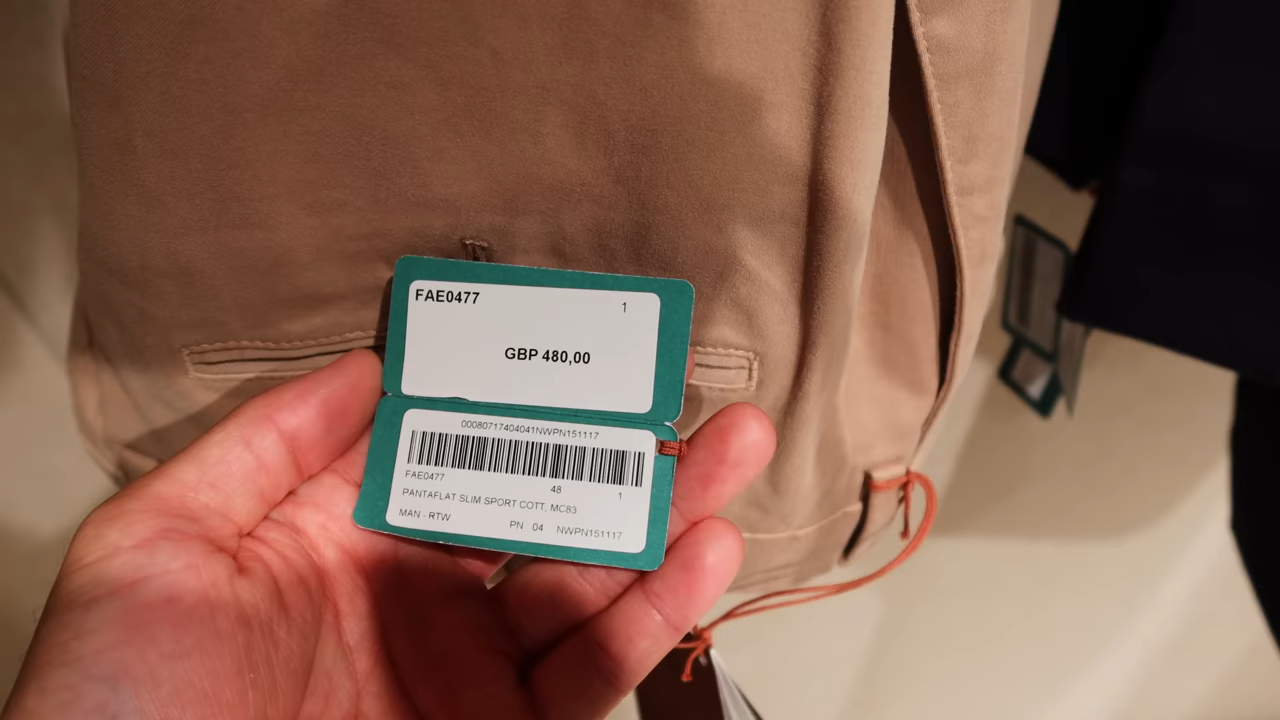 FAE0477 1
GBP 480,00
00080717404041NWPN151117
FAE0477 48 1
PANTAFLAT SLIM SPORT COTT, MC83
MAN - RTW PN 04 NWPN151117